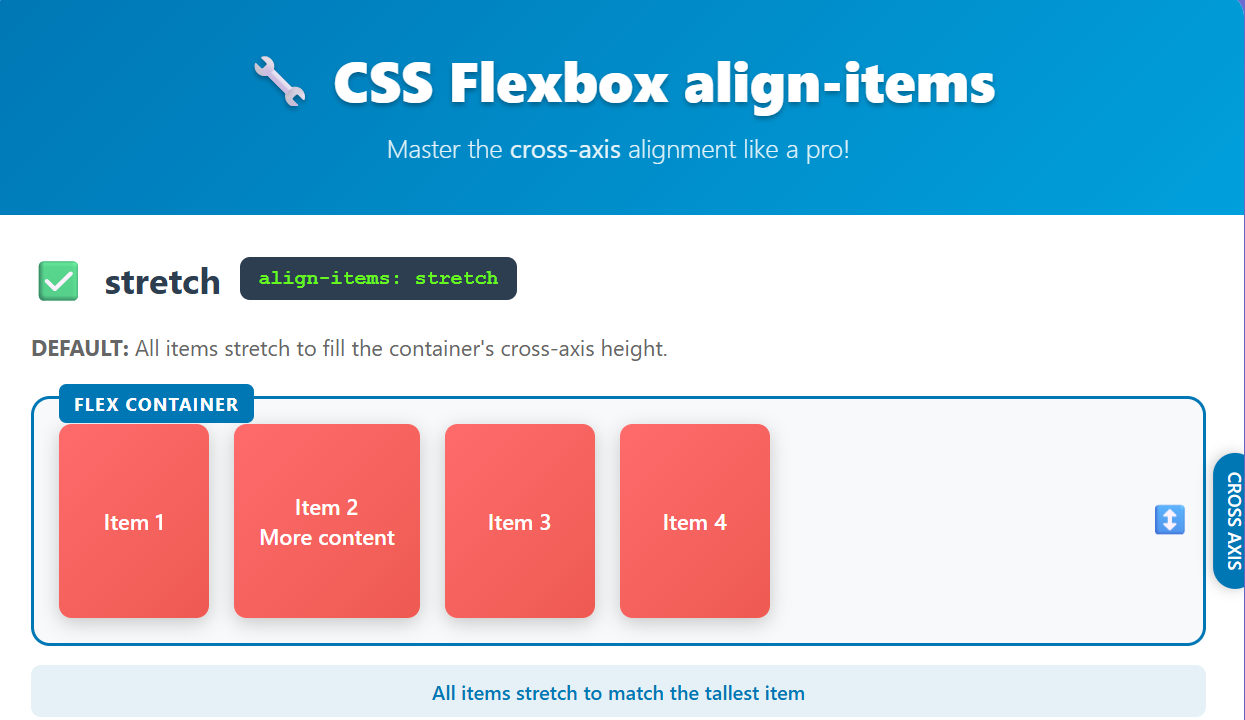 CSS Flexbox align-items
Master the cross-axis alignment like a pro!
stretch
align-items: stretch
DEFAULT: All items stretch to fill the container's cross-axis height.
FLEX CONTAINER
Item 1
Item 2
More content
Item 3
Item 4
CROSS AXIS
All items stretch to match the tallest item